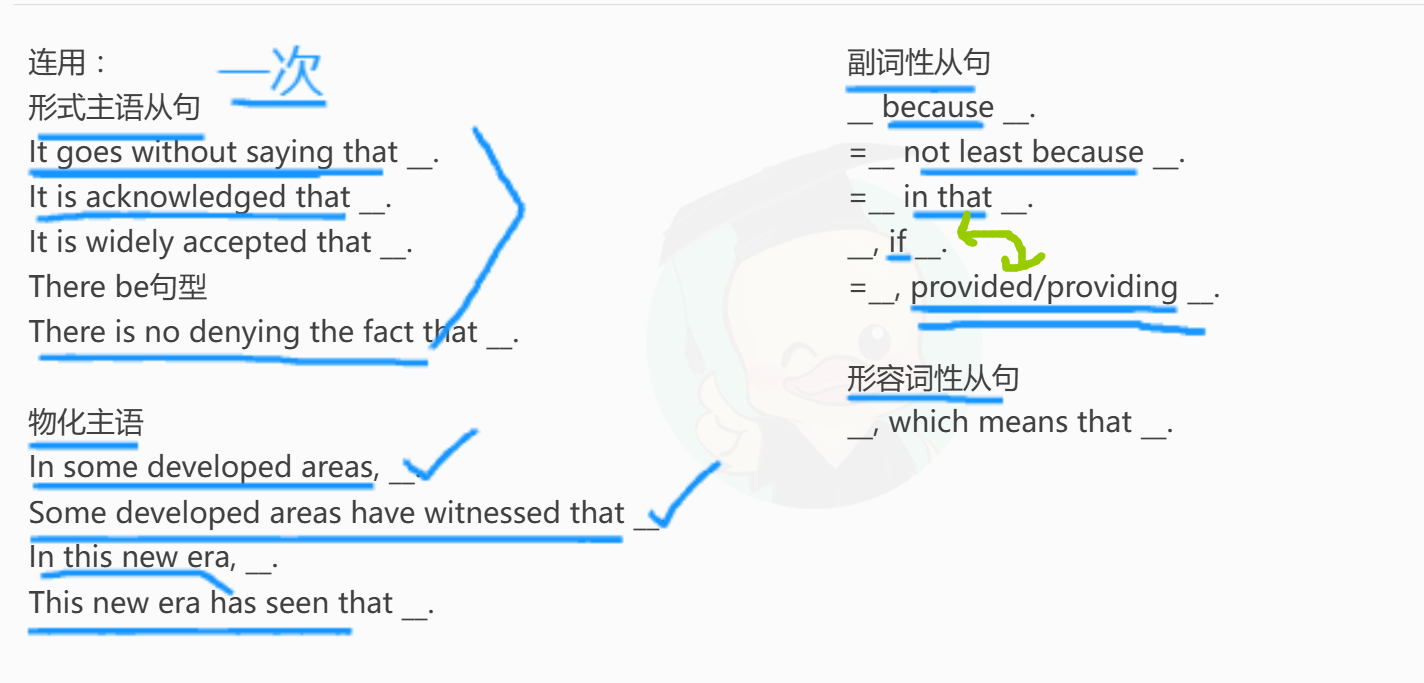 连用：
一次
形式主语从句
It goes without saying that __.
It is acknowledged that __.
It is widely accepted that __.
There be句型
There is no denying the fact that __.
物化主语
In some developed areas, __.
Some developed areas have witnessed that __
In this new era, __.
This new era has seen that __.
副词性从句
__ because __.
=__ not least because __.
=__ in that __.
__, if __.
=__, provided/providing __.
形容词性从句
__, which means that __.